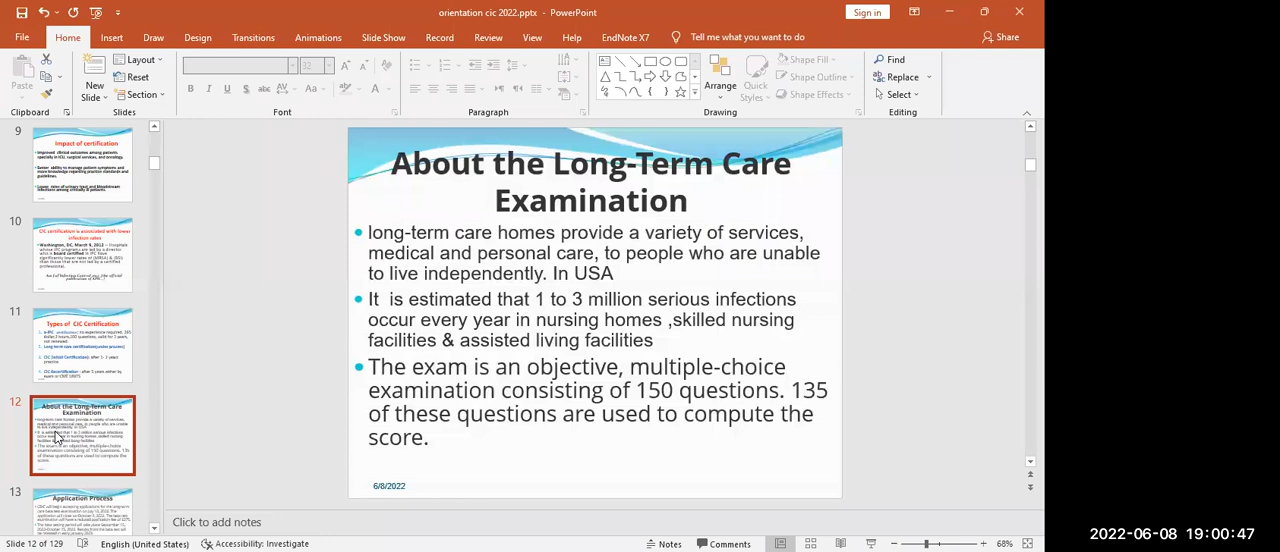 orientation cic 2022.pptx - PowerPoint
Sign in
File Home Insert Draw Design Transitions Animations Slide Show Record Review View Help EndNote X7 Tell me what you want to do Share
Paste
New Slide
Layout
Reset
Section
32
Shape Fill
Shape Outline
Shape Effects
Arrange
Quick Styles
Find
Replace
Select
Clipboard Slides Font Paragraph Drawing Editing
9
Impact of certification
10
CIC certification is associated with lower
infection rates
11
Types of CIC Certification
12
About the Long-Term Care
Examination
13
Application Process
About the Long-Term Care
Examination
long-term care homes provide a variety of services,
medical and personal care, to people who are unable
to live independently. In USA
It is estimated that 1 to 3 million serious infections
occur every year in nursing homes ,skilled nursing
facilities & assisted living facilities
The exam is an objective, multiple-choice
examination consisting of 150 questions. 135
of these questions are used to compute the
score.
6/8/2022
Click to add notes
Slide 12 of 129 English (United States) Accessibility: Investigate Notes Comments 68%
2022-06-08 19:00:47